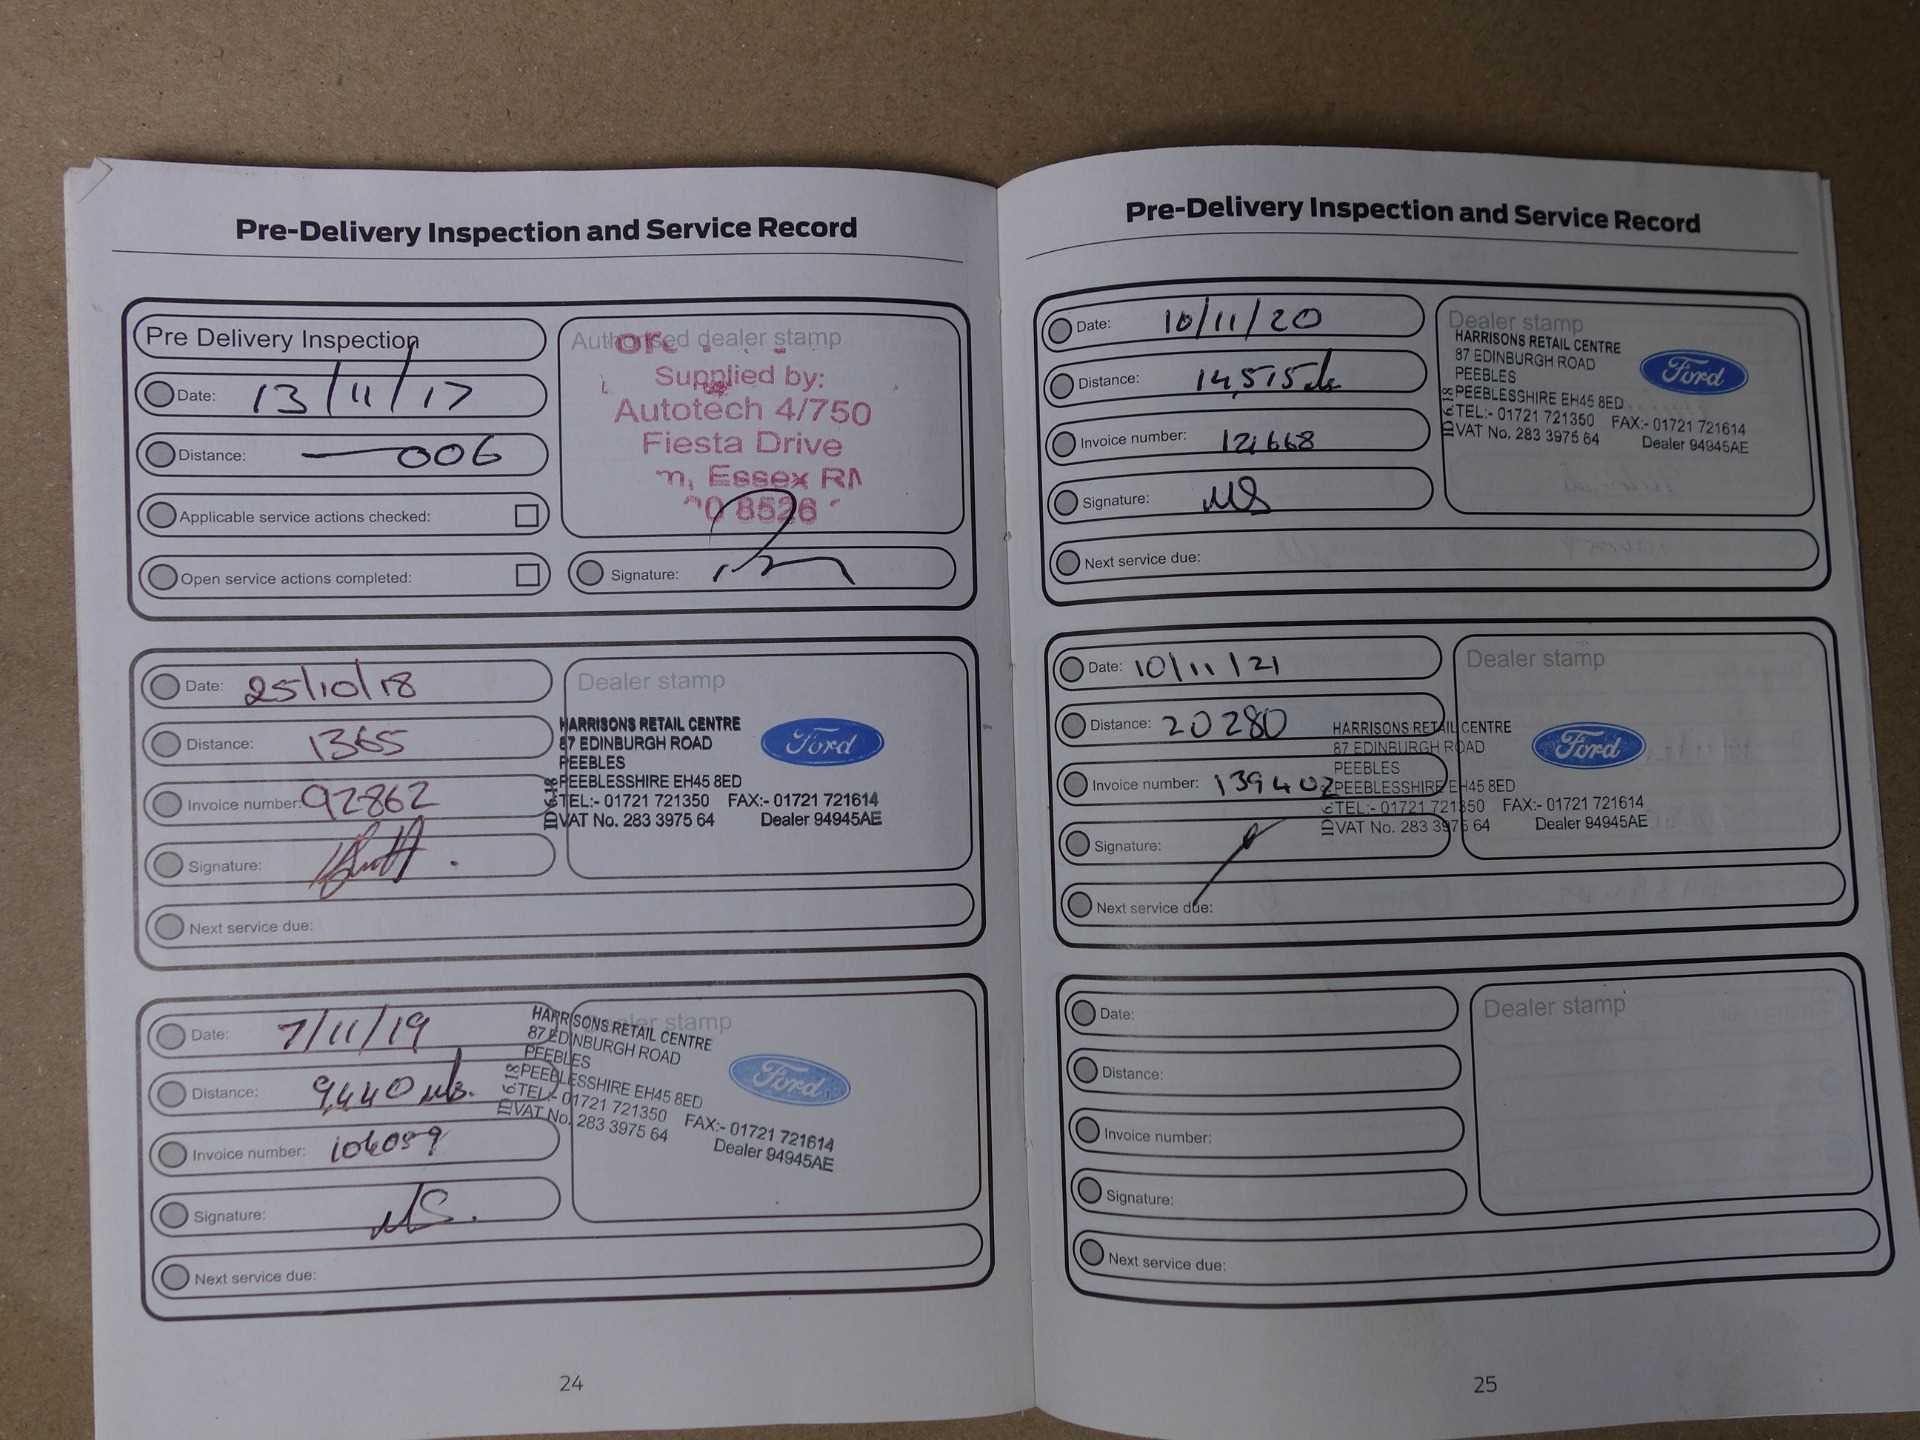 Pre-Delivery Inspection and Service Record
Pre Delivery Inspection
Date: 13/11/17
Distance: — 006
Applicable service actions checked:
Open service actions completed:
Authorised dealer stamp
Supplied by:
Autotech 4/750
Fiesta Drive
Essex
8526
Signature:
Date: 25/10/18
Distance: 1365
Invoice number: 92862
Signature:
Next service due:
Dealer stamp
HARRISONS RETAIL CENTRE
87 EDINBURGH ROAD
PEEBLES
PEEBLESSHIRE EH45 8ED
TEL:- 01721 721350 FAX:- 01721 721614
VAT No. 283 3975 64 Dealer 94945AE
Ford
Date: 7/11/19
Distance: 9,440
Invoice number: 106059
Signature: MS.
Next service due:
Dealer stamp
HARRISONS RETAIL CENTRE
87 EDINBURGH ROAD
PEEBLES
PEEBLESSHIRE EH45 8ED
TEL:- 01721 721350 FAX:- 01721 721614
VAT No. 283 3975 64 Dealer 94945AE
Ford
24
Pre-Delivery Inspection and Service Record
Date: 10/11/20
Distance: 14,515
Invoice number: 121668
Signature: MS
Next service due:
Dealer stamp
HARRISONS RETAIL CENTRE
87 EDINBURGH ROAD
PEEBLES
PEEBLESSHIRE EH45 8ED
TEL:- 01721 721350 FAX:- 01721 721614
VAT No. 283 3975 64 Dealer 94945AE
Ford
Date: 10/11/21
Distance: 20280
Invoice number: 139402
Signature:
Next service due:
Dealer stamp
HARRISONS RETAIL CENTRE
87 EDINBURGH ROAD
PEEBLES
PEEBLESSHIRE EH45 8ED
TEL:- 01721 721350 FAX:- 01721 721614
VAT No. 283 3975 64 Dealer 94945AE
Ford
Date:
Distance:
Invoice number:
Signature:
Next service due:
Dealer stamp
25